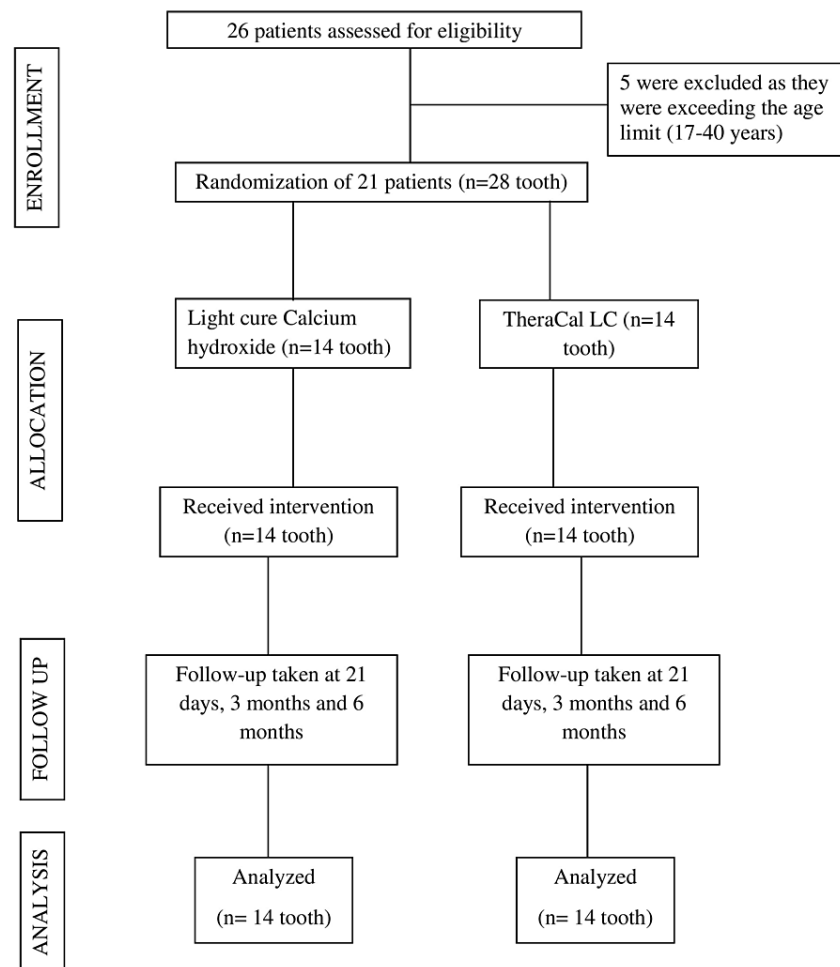 26 patients assessed for eligibility
ENROLLMENT
5 were excluded as they
were exceeding the age
limit (17-40 years)
Randomization of 21 patients (n=28 tooth)
ALLOCATION
Light cure Calcium
hydroxide (n=14 tooth)
TheraCal LC (n=14
tooth)
Received intervention
(n=14 tooth)
Received intervention
(n=14 tooth)
FOLLOW UP
Follow-up taken at 21
days, 3 months and 6
months
Follow-up taken at 21
days, 3 months and 6
months
ANALYSIS
Analyzed
(n= 14 tooth)
Analyzed
(n= 14 tooth)